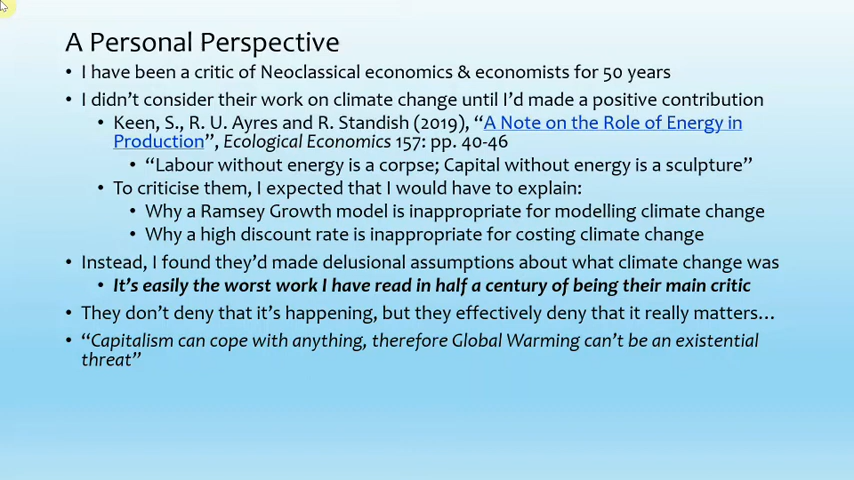 A Personal Perspective
• I have been a critic of Neoclassical economics & economists for 50 years
• I didn't consider their work on climate change until I'd made a positive contribution
• Keen, S., R. U. Ayres and R. Standish (2019), “A Note on the Role of Energy in
Production”, Ecological Economics 157: pp. 40-46
• “Labour without energy is a corpse; Capital without energy is a sculpture”
• To criticise them, I expected that I would have to explain:
• Why a Ramsey Growth model is inappropriate for modelling climate change
• Why a high discount rate is inappropriate for costing climate change
• Instead, I found they'd made delusional assumptions about what climate change was
• It's easily the worst work I have read in half a century of being their main critic
• They don't deny that it's happening, but they effectively deny that it really matters…
• “Capitalism can cope with anything, therefore Global Warming can't be an existential
threat”